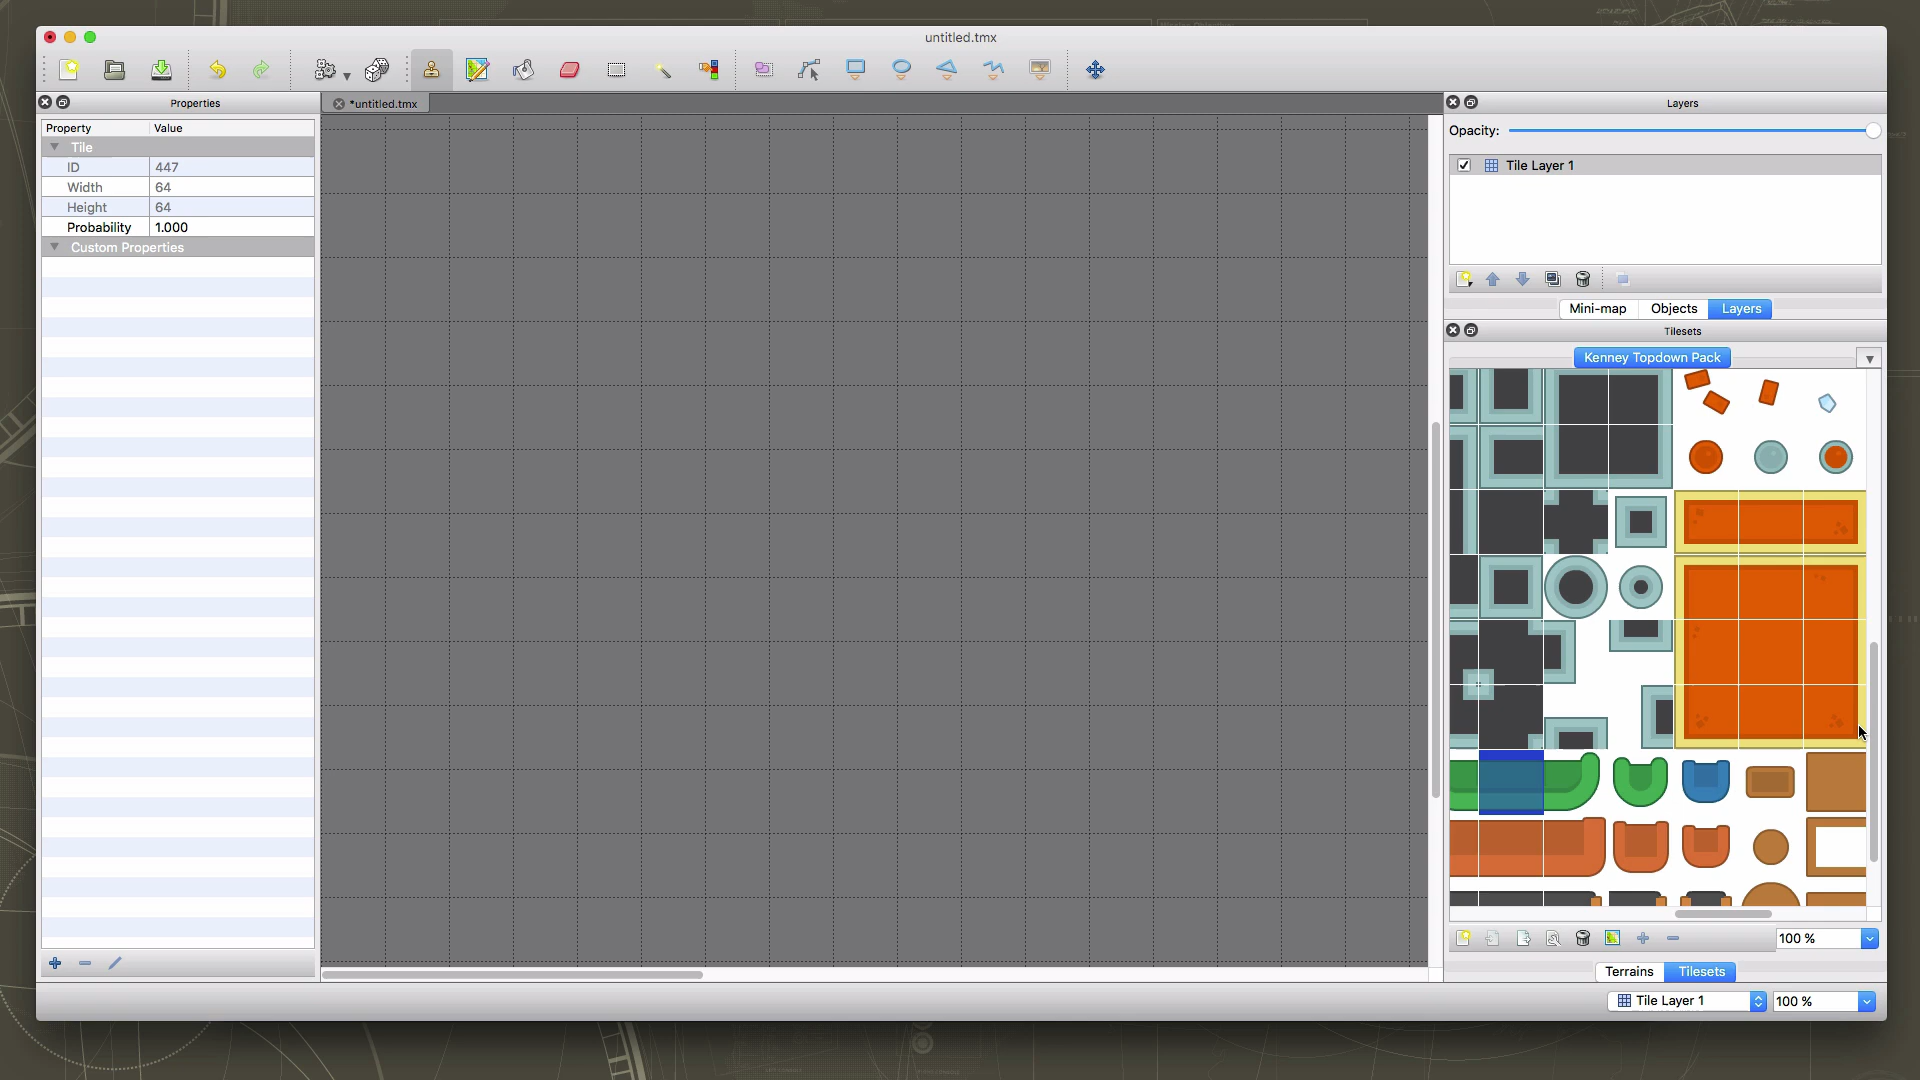 untitled.tmx
Properties
*untitled.tmx
Layers
Property Value
Tile
ID 447
Width 64
Height 64
Probability 1.000
Custom Properties
Opacity:
Tile Layer 1
Mini-map Objects Layers
Tilesets
Kenney Topdown Pack
100 %
Terrains Tilesets
Tile Layer 1 100 %